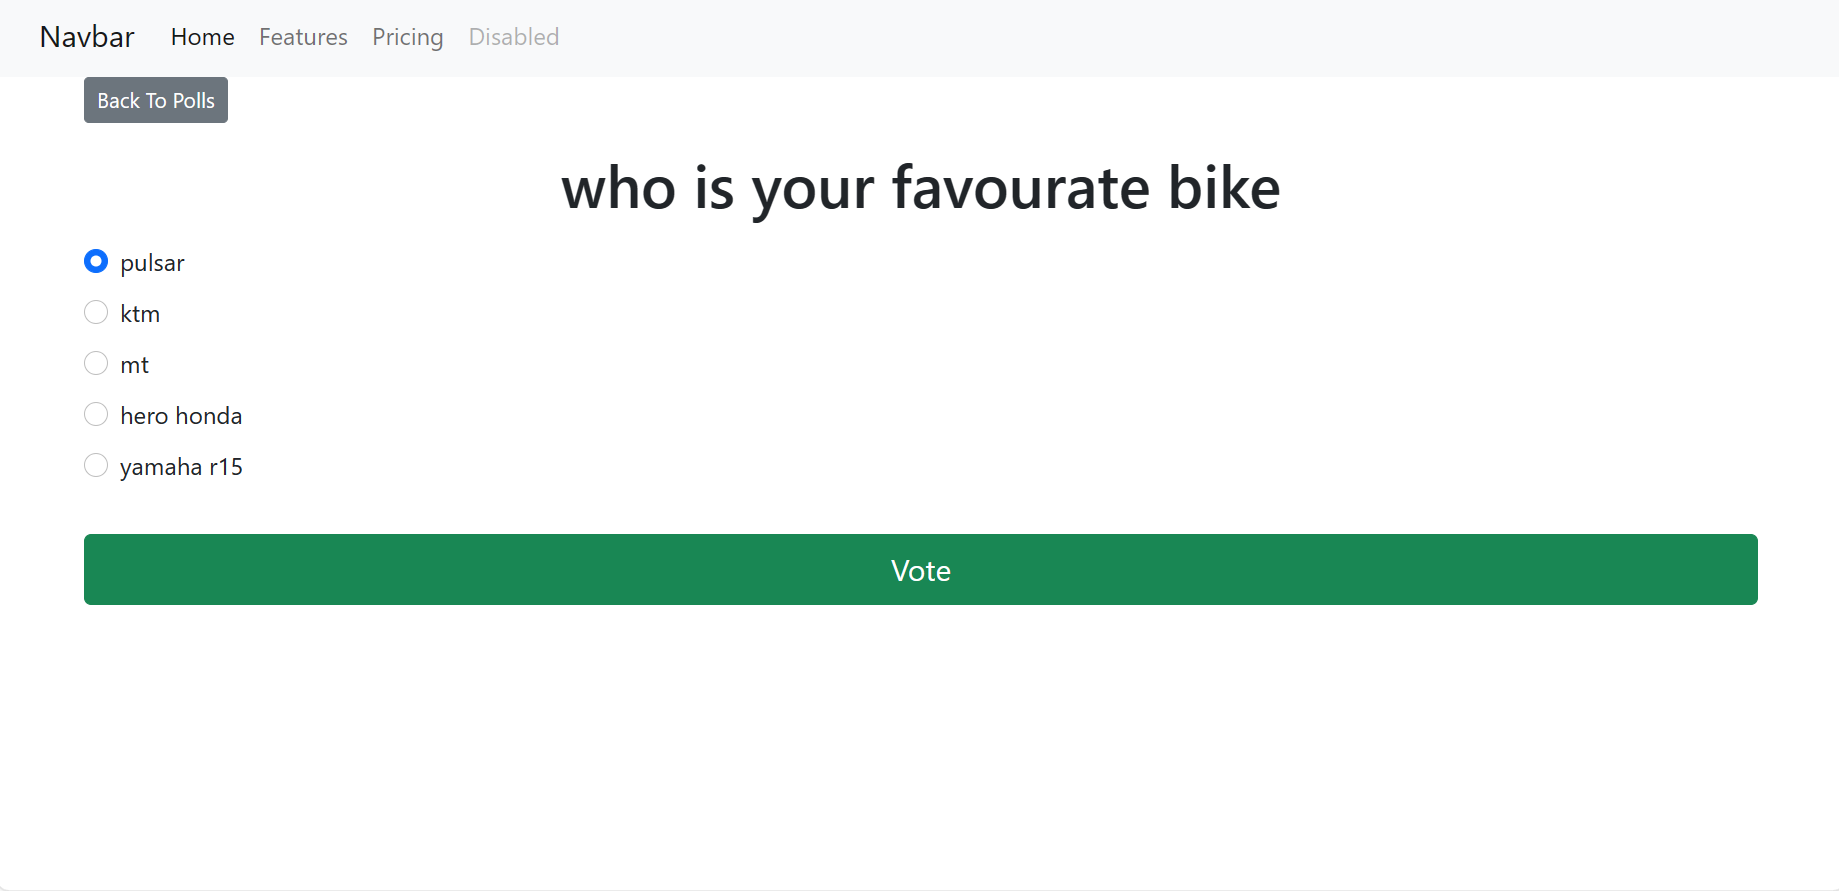 Navbar Home Features Pricing Disabled
Back To Polls
who is your favourate bike
pulsar
ktm
mt
hero honda
yamaha r15
Vote